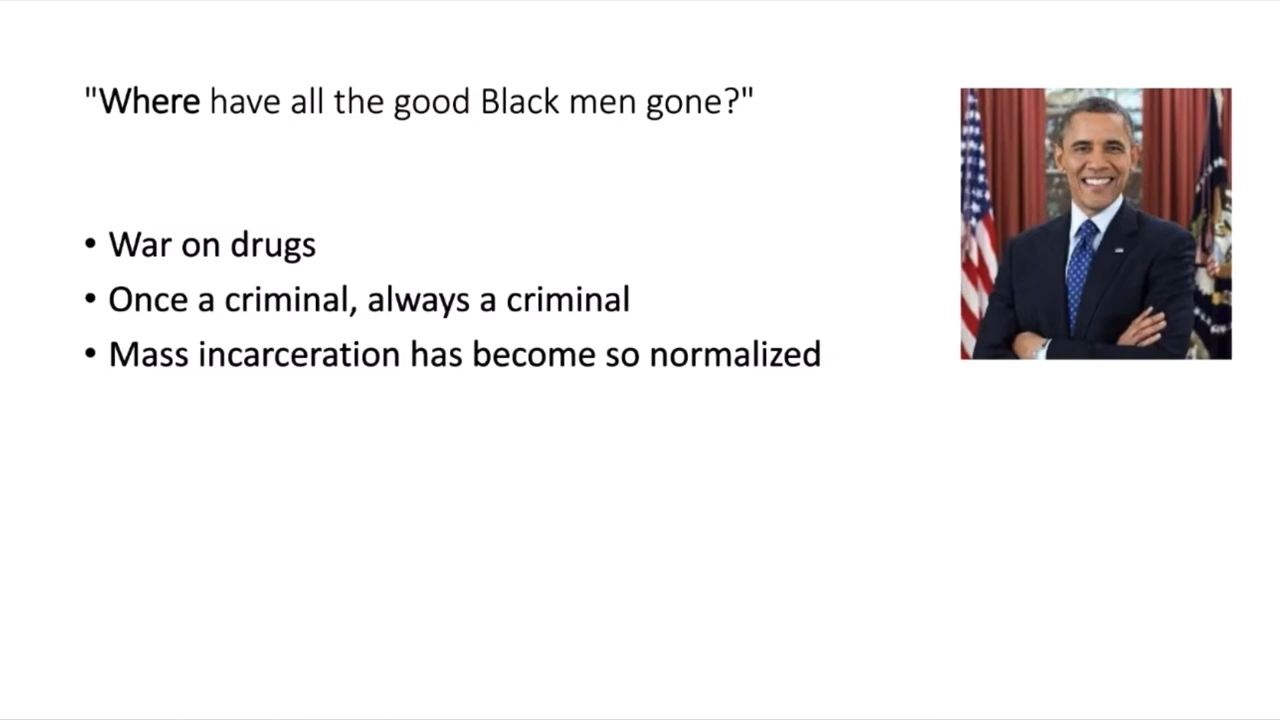 "Where have all the good Black men gone?"
• War on drugs
• Once a criminal, always a criminal
• Mass incarceration has become so normalized